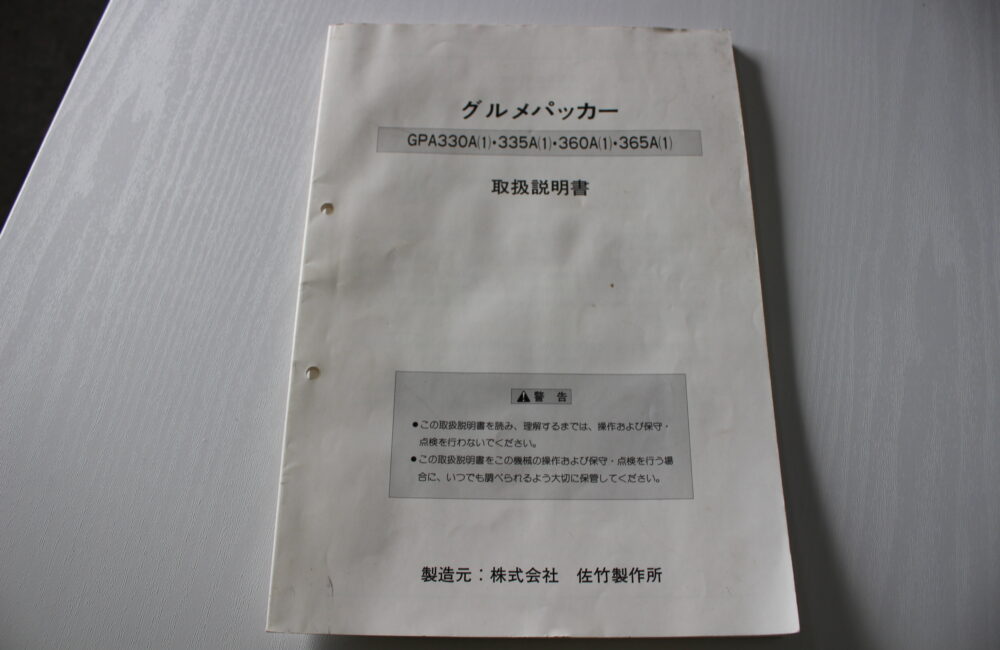 グルメパッカー
GPA330A(1)・335A(1)・360A(1)・365A(1)
取扱説明書
⚠警 告
●この取扱説明書を読み、理解するまでは、操作および保守・
点検を行わないでください。
●この取扱説明書をこの機械の操作および保守・点検を行う場
合に、いつでも調べられるよう大切に保管してください。
製造元：株式会社 佐竹製作所